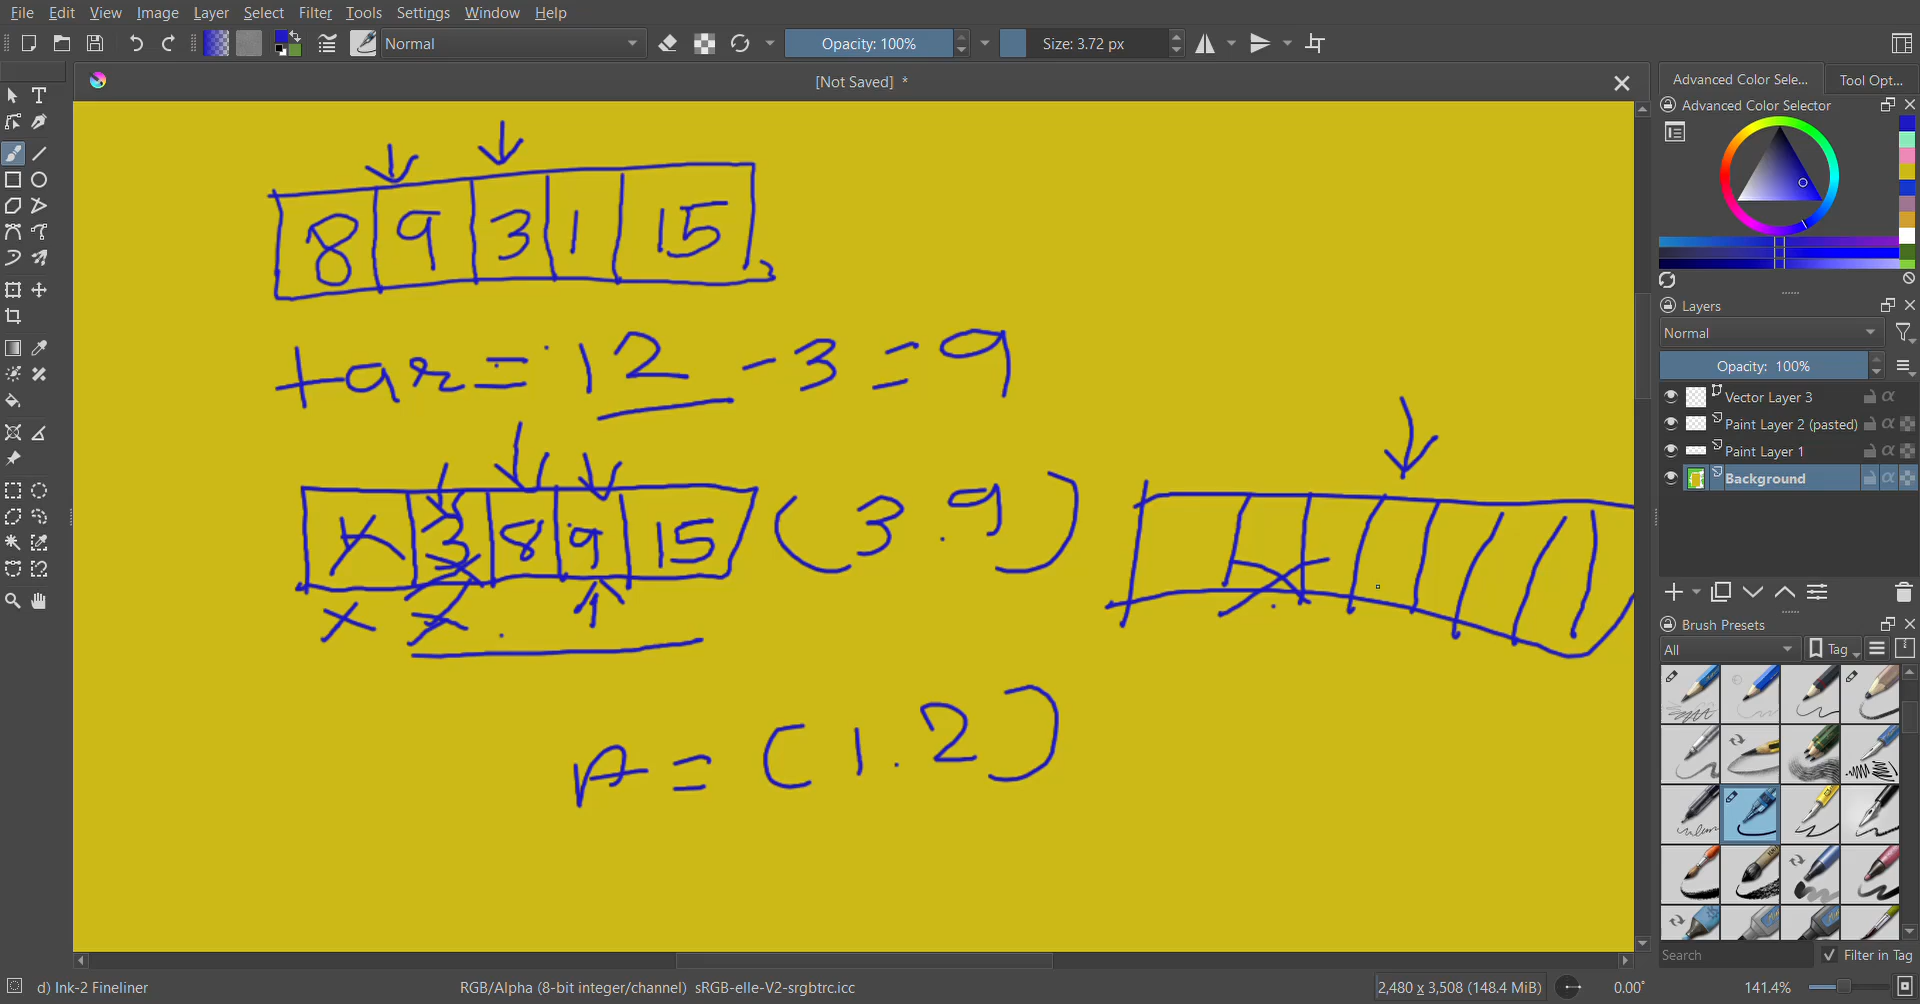 File Edit View Image Layer Select Filter Tools Settings Window Help
Normal Opacity: 100% Size: 3.72 px
[Not Saved] *
Advanced Color Sele... Tool Opt...
Advanced Color Selector
8 9 3 1 15
tar = 12 - 3 = 9
3 8 9 15 (3.9)
A = (1.2)
Layers
Normal
Opacity: 100%
Vector Layer 3
Paint Layer 2 (pasted)
Paint Layer 1
Background
Brush Presets
All Tag
Search Filter in Tag
d) Ink-2 Fineliner RGB/Alpha (8-bit integer/channel) sRGB-elle-V2-srgbtrc.icc 2,480 x 3,508 (148.4 MiB) 0.00° 141.4%